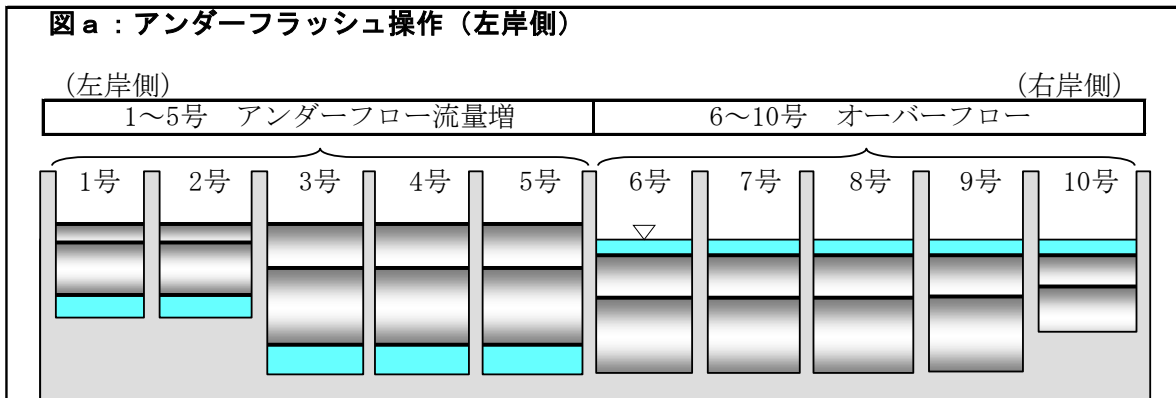 図a：アンダーフラッシュ操作（左岸側）
（左岸側） （右岸側）
1～5号 アンダーフロー流量増 6～10号 オーバーフロー
1号 2号 3号 4号 5号 6号 7号 8号 9号 10号